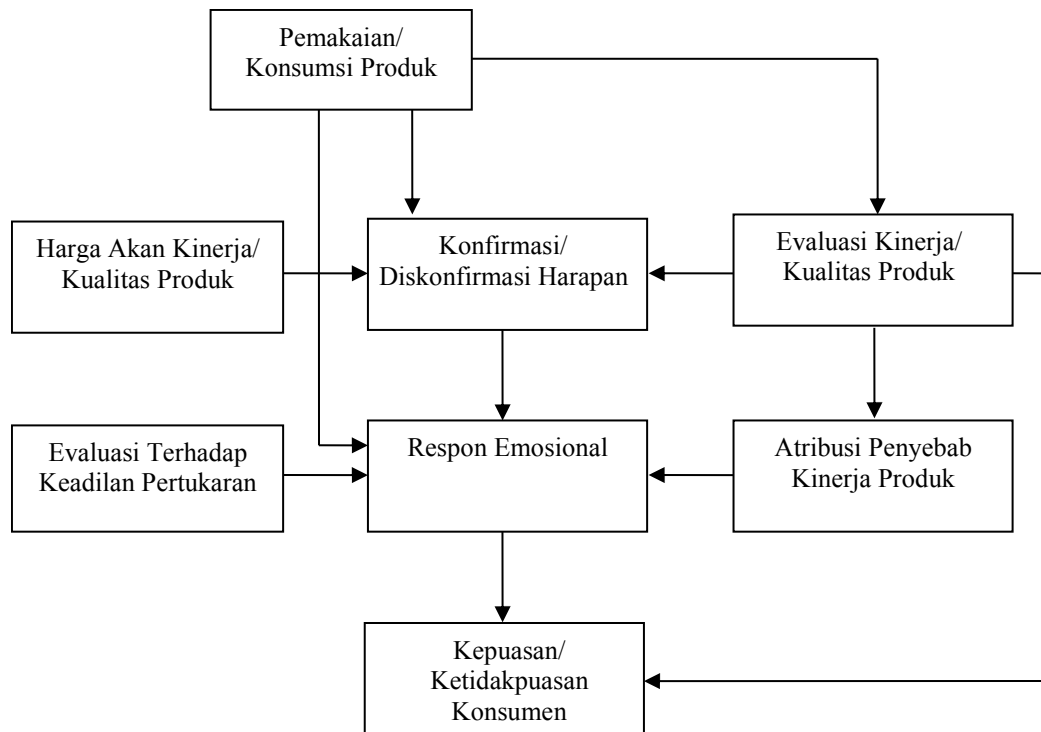 Pemakaian/
Konsumsi Produk
Harga Akan Kinerja/
Kualitas Produk
Konfirmasi/
Diskonfirmasi Harapan
Evaluasi Kinerja/
Kualitas Produk
Evaluasi Terhadap
Keadilan Pertukaran
Respon Emosional
Atribusi Penyebab
Kinerja Produk
Kepuasan/
Ketidakpuasan
Konsumen